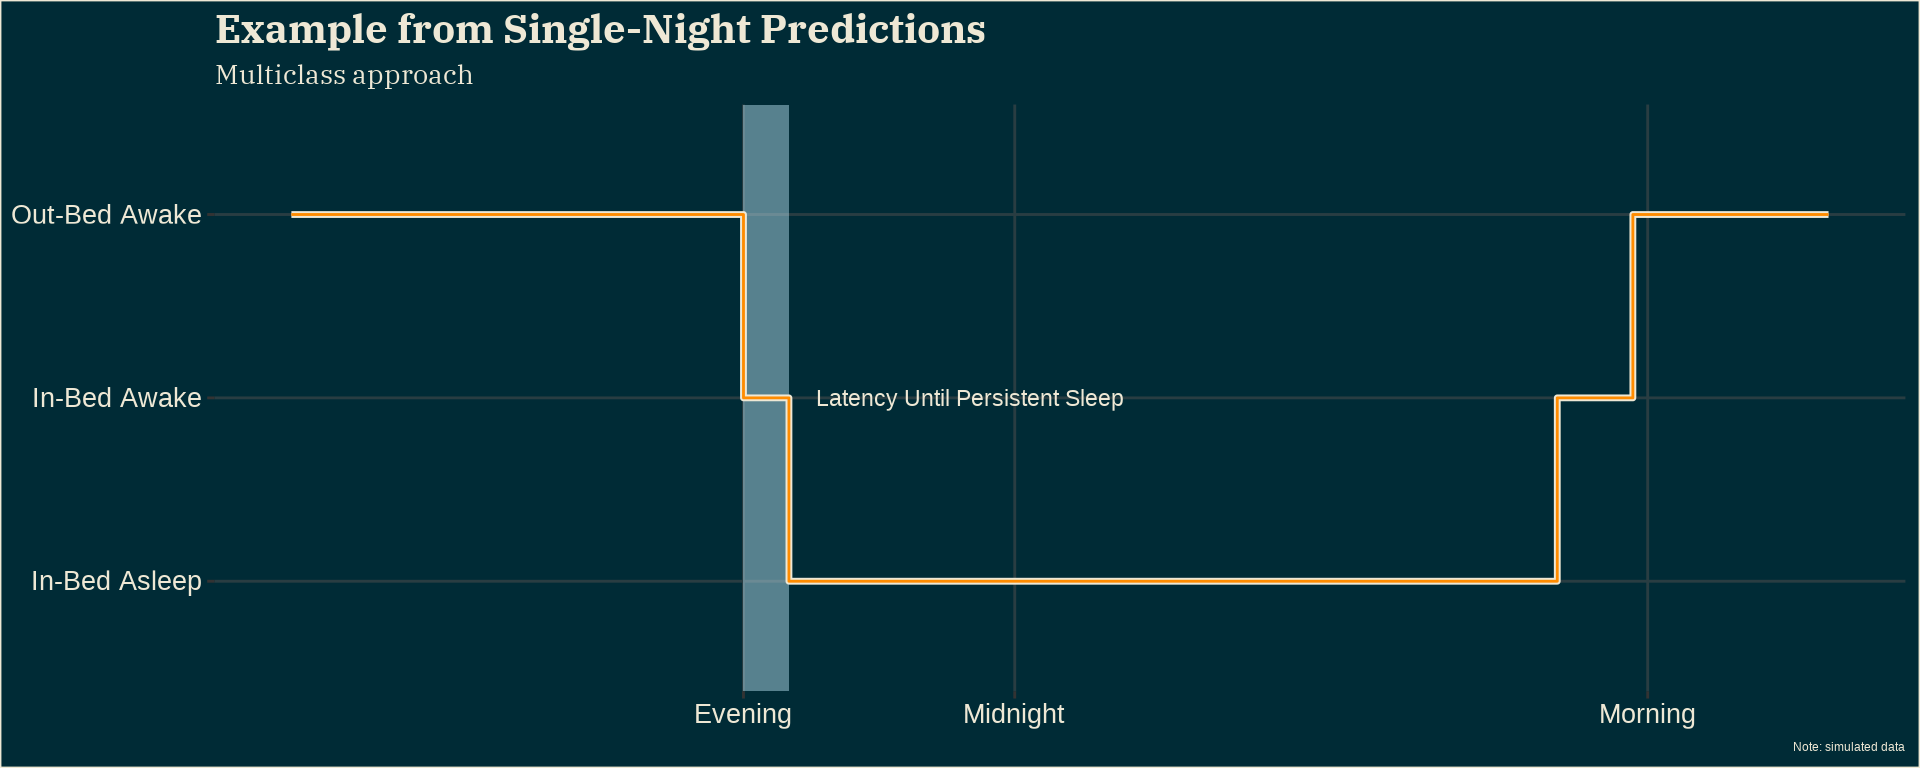 Example from Single-Night Predictions
Multiclass approach
Out-Bed Awake
In-Bed Awake
Latency Until Persistent Sleep
In-Bed Asleep
Evening
Midnight
Morning
Note: simulated data